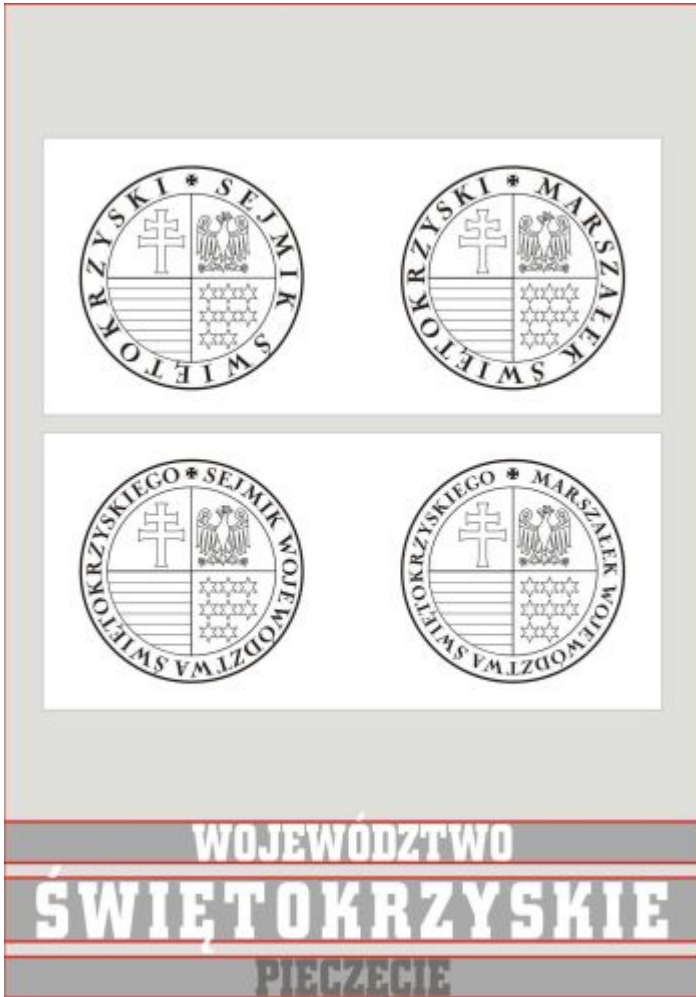 SEJMIK ŚWIĘTOKRZYSKI
MARSZAŁEK ŚWIĘTOKRZYSKI
SEJMIK WOJEWÓDZTWA ŚWIĘTOKRZYSKIEGO
MARSZAŁEK WOJEWÓDZTWA ŚWIĘTOKRZYSKIEGO
WOJEWÓDZTWO
ŚWIĘTOKRZYSKIE
PIECZĘCIE